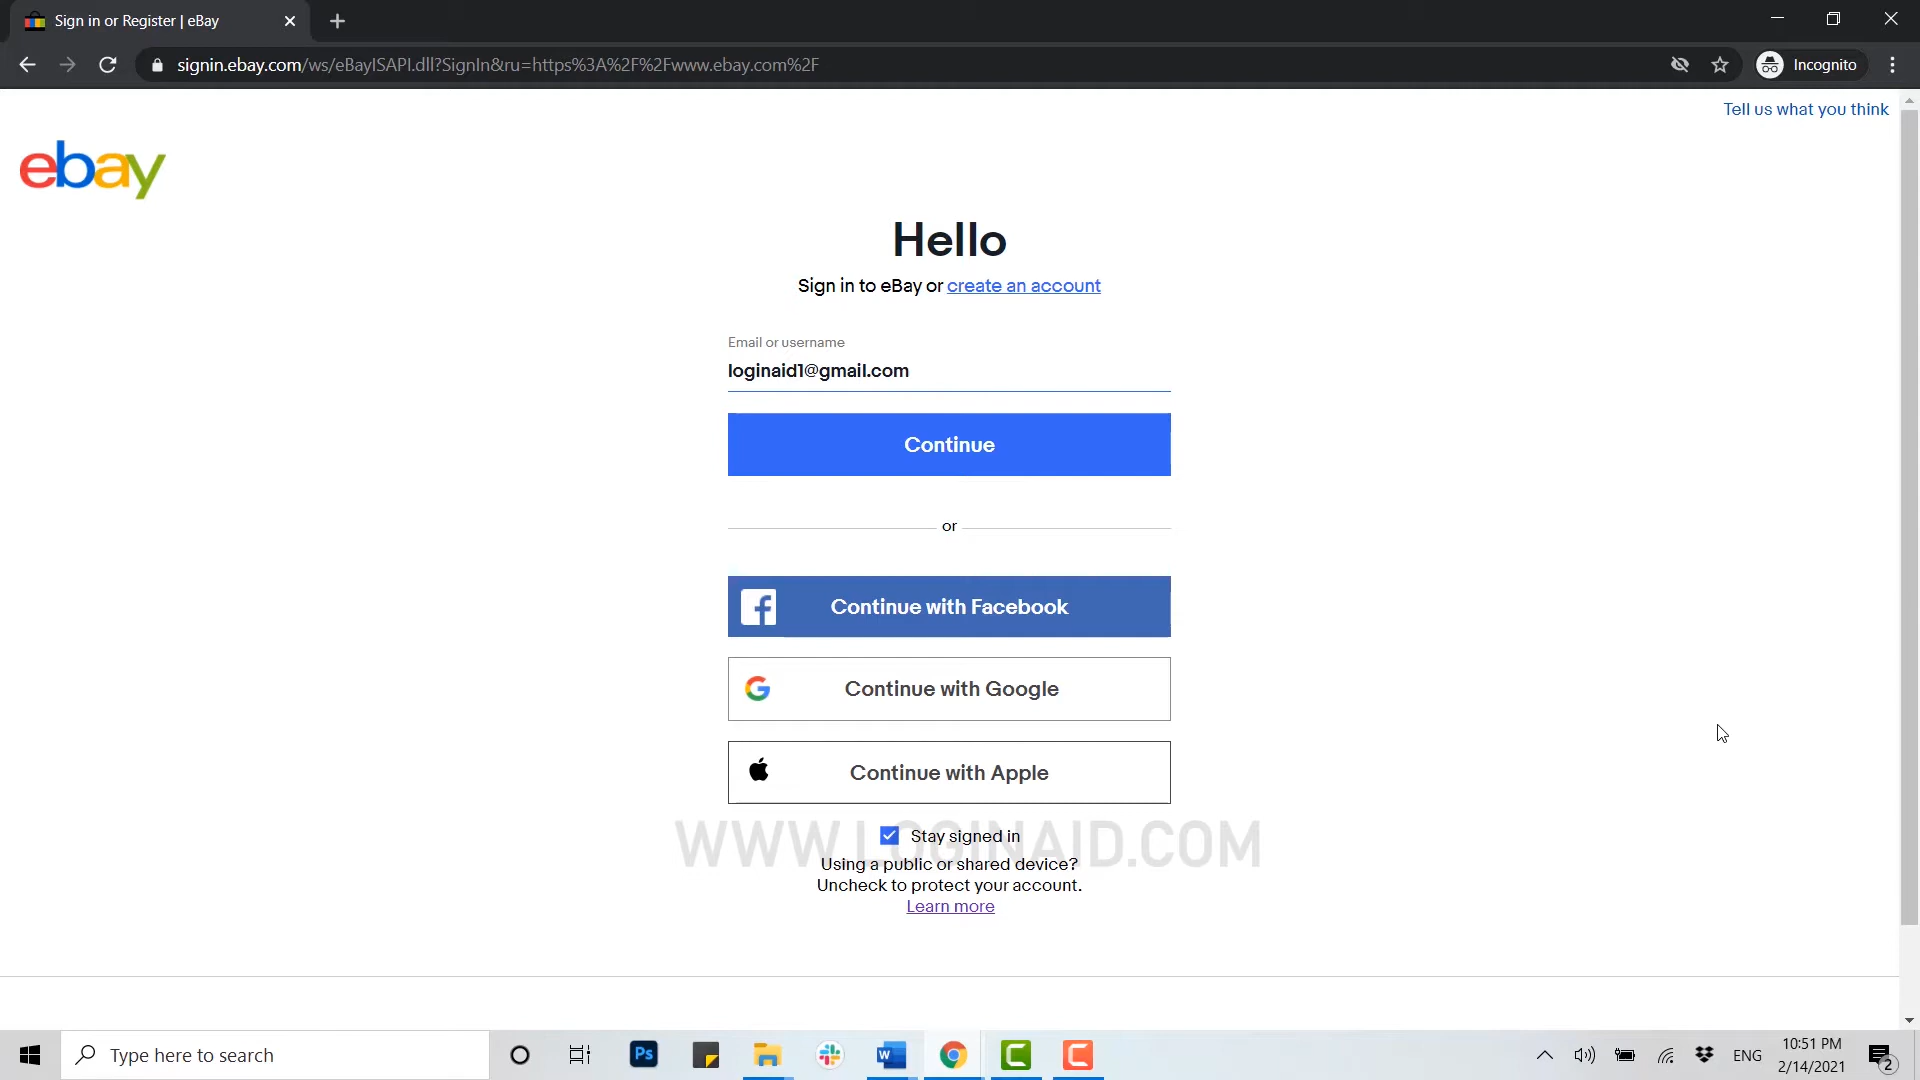 Sign in or Register | eBay
signin.ebay.com/ws/eBayISAPI.dll?SignIn&ru=https%3A%2F%2Fwww.ebay.com%2F
Incognito
Tell us what you think
ebay
Hello
Sign in to eBay or create an account
Email or username
loginaid1@gmail.com
Continue
or
Continue with Facebook
Continue with Google
Continue with Apple
WWW.LOGINAID.COM
Stay signed in
Using a public or shared device?
Uncheck to protect your account.
Learn more
Type here to search
Ps
W
ENG
10:51 PM
2/14/2021
2